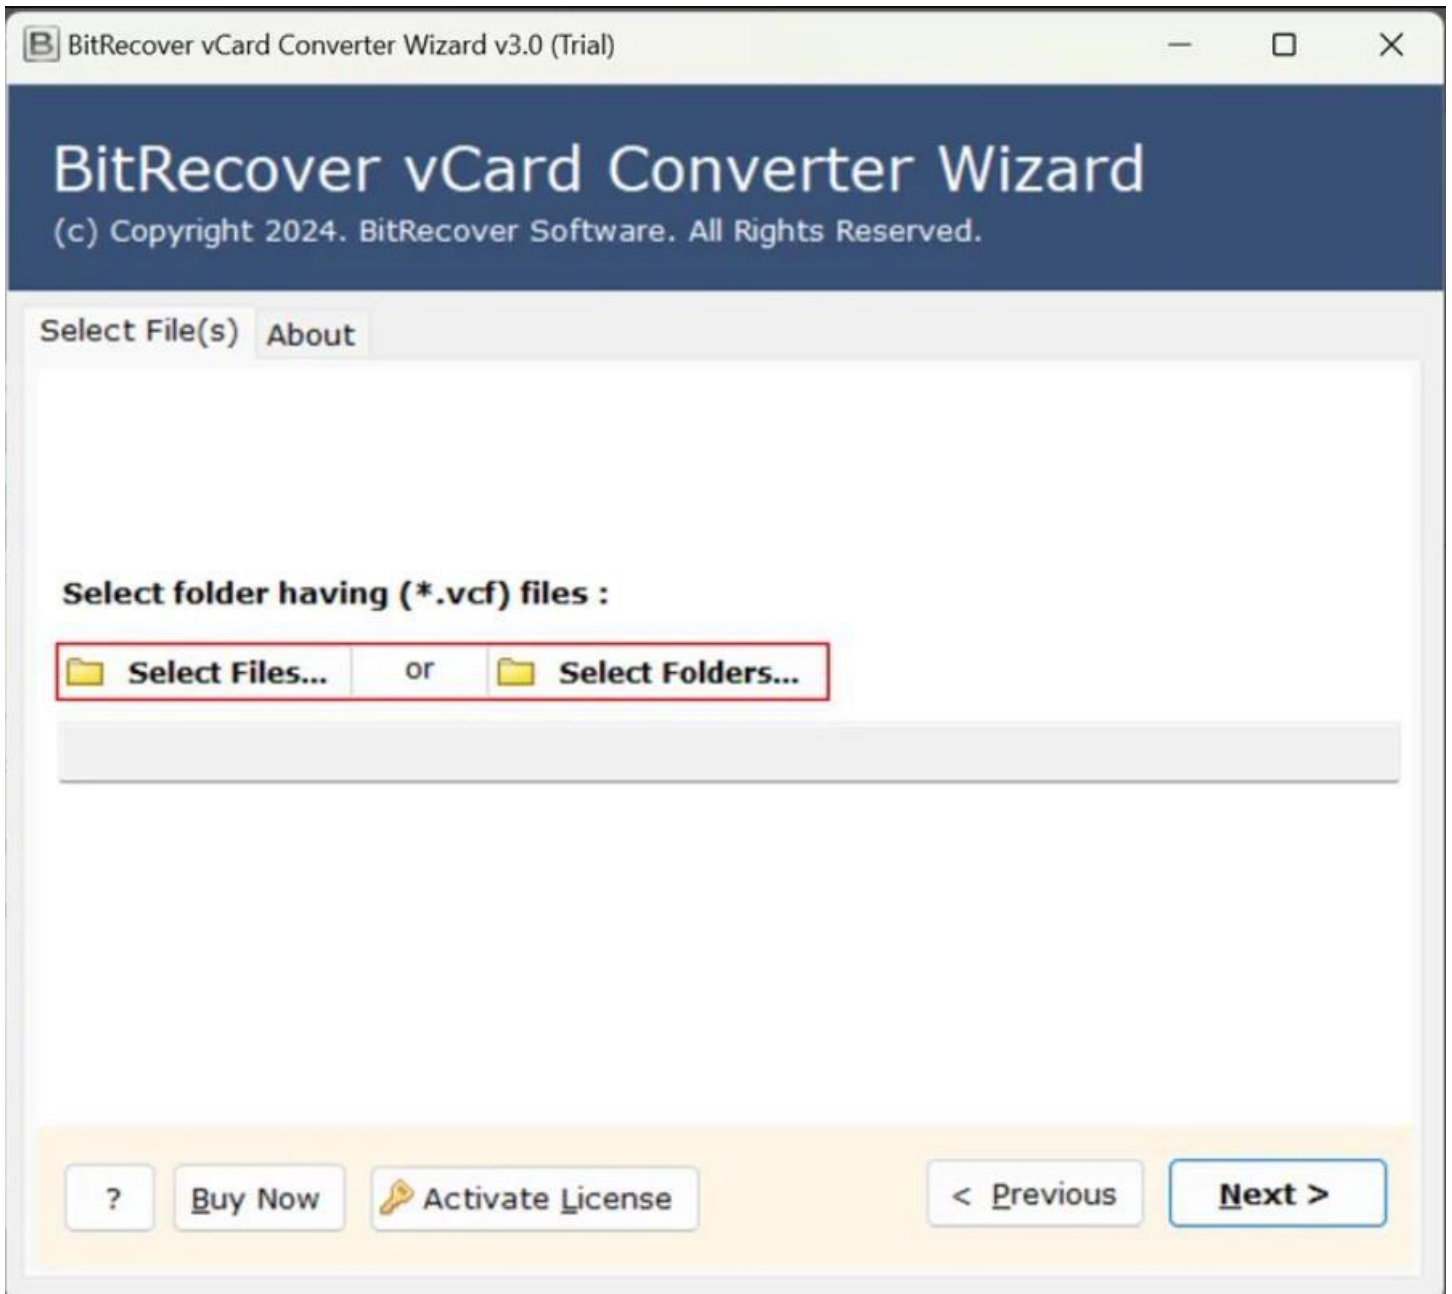 BitRecover vCard Converter Wizard v3.0 (Trial)
BitRecover vCard Converter Wizard
(c) Copyright 2024. BitRecover Software. All Rights Reserved.
Select File(s) About
Select folder having (*.vcf) files :
Select Files... or Select Folders...
? Buy Now Activate License < Previous Next >